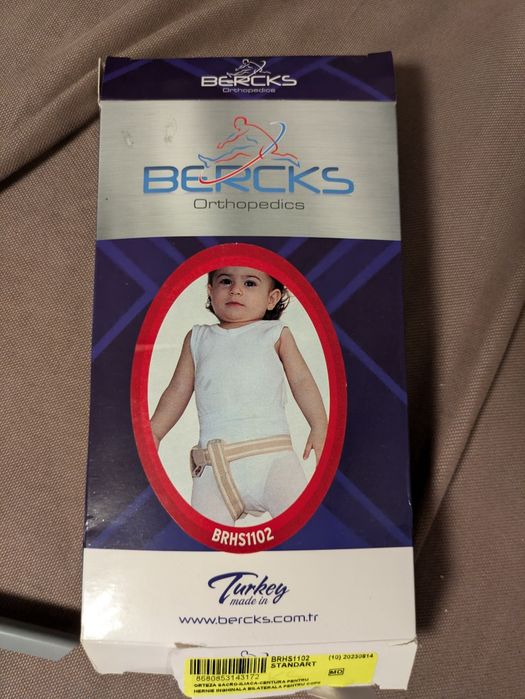 BERCKS
Orthopedics
BERCKS
Orthopedics
BRHS1102
Turkey
made in
www.bercks.com.tr
BRHS1102 (10) 20230814
STANDART
8680853143172 MD
ORTEZA SACRO-ILIACA-CENTURA PENTRU
HERNIE INGHINALA BILATERALA PENTRU COPII